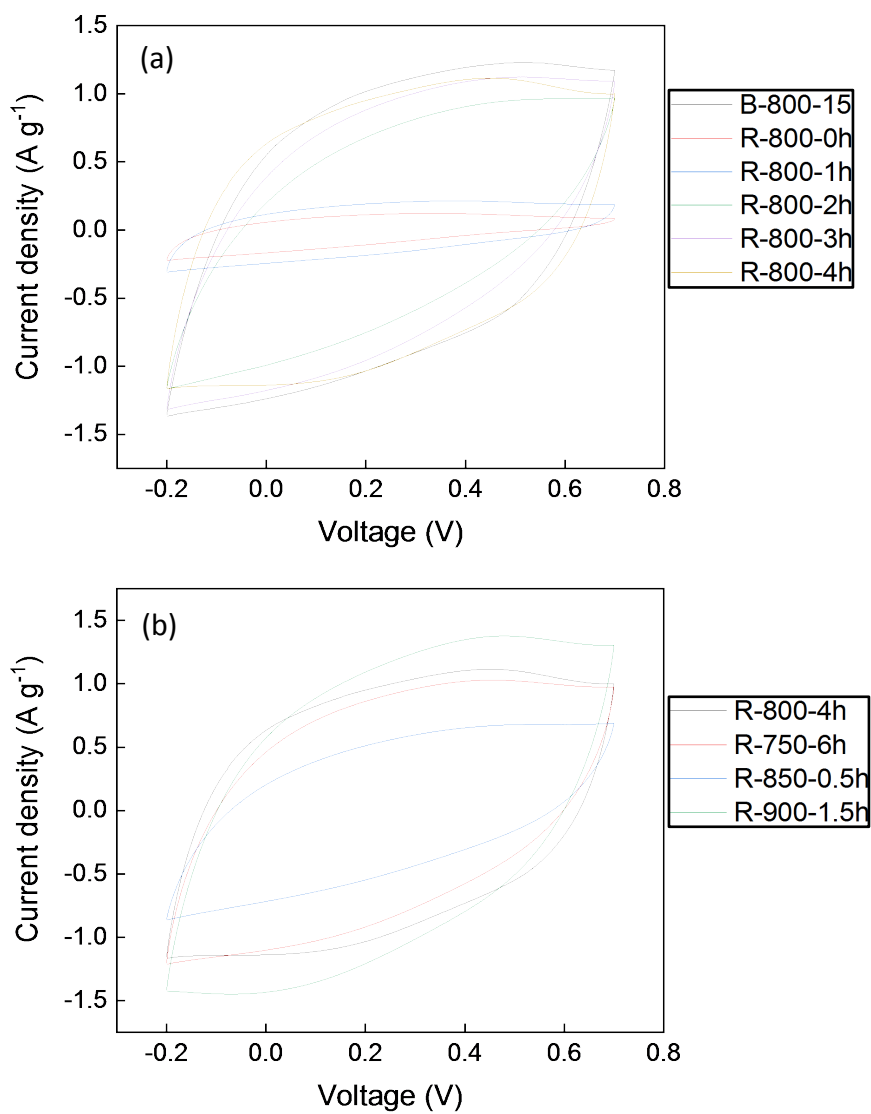 (a)
Current density (A g⁻¹)
1.5
1.0
0.5
0.0
-0.5
-1.0
-1.5
-0.2 0.0 0.2 0.4 0.6 0.8
Voltage (V)
B-800-15
R-800-0h
R-800-1h
R-800-2h
R-800-3h
R-800-4h
(b)
Current density (A g⁻¹)
1.5
1.0
0.5
0.0
-0.5
-1.0
-1.5
-0.2 0.0 0.2 0.4 0.6 0.8
Voltage (V)
R-800-4h
R-750-6h
R-850-0.5h
R-900-1.5h